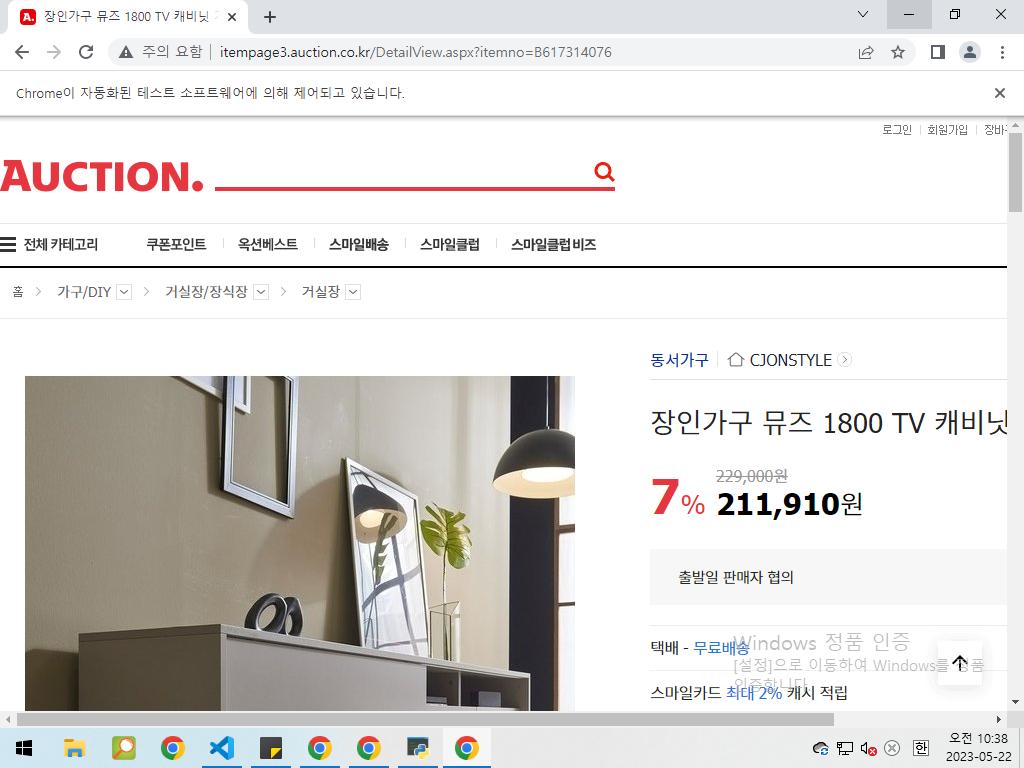 장인가구 뮤즈 1800 TV 캐비닛
주의 요함 itempage3.auction.co.kr/DetailView.aspx?itemno=B617314076
Chrome이 자동화된 테스트 소프트웨어에 의해 제어되고 있습니다.
로그인 회원가입 장바
AUCTION.
전체 카테고리 쿠폰포인트 옥션베스트 스마일배송 스마일클럽 스마일클럽 비즈
홈 가구/DIY 거실장/장식장 거실장
동서가구 CJONSTYLE
장인가구 뮤즈 1800 TV 캐비닛
229,000원
7% 211,910원
출발일 판매자 협의
택배 - 무료배송
Windows 정품 인증
[설정]으로 이동하여 Windows를 정품
인증합니다.
스마일카드 최대 2% 캐시 적립
한
오전 10:38
2023-05-22